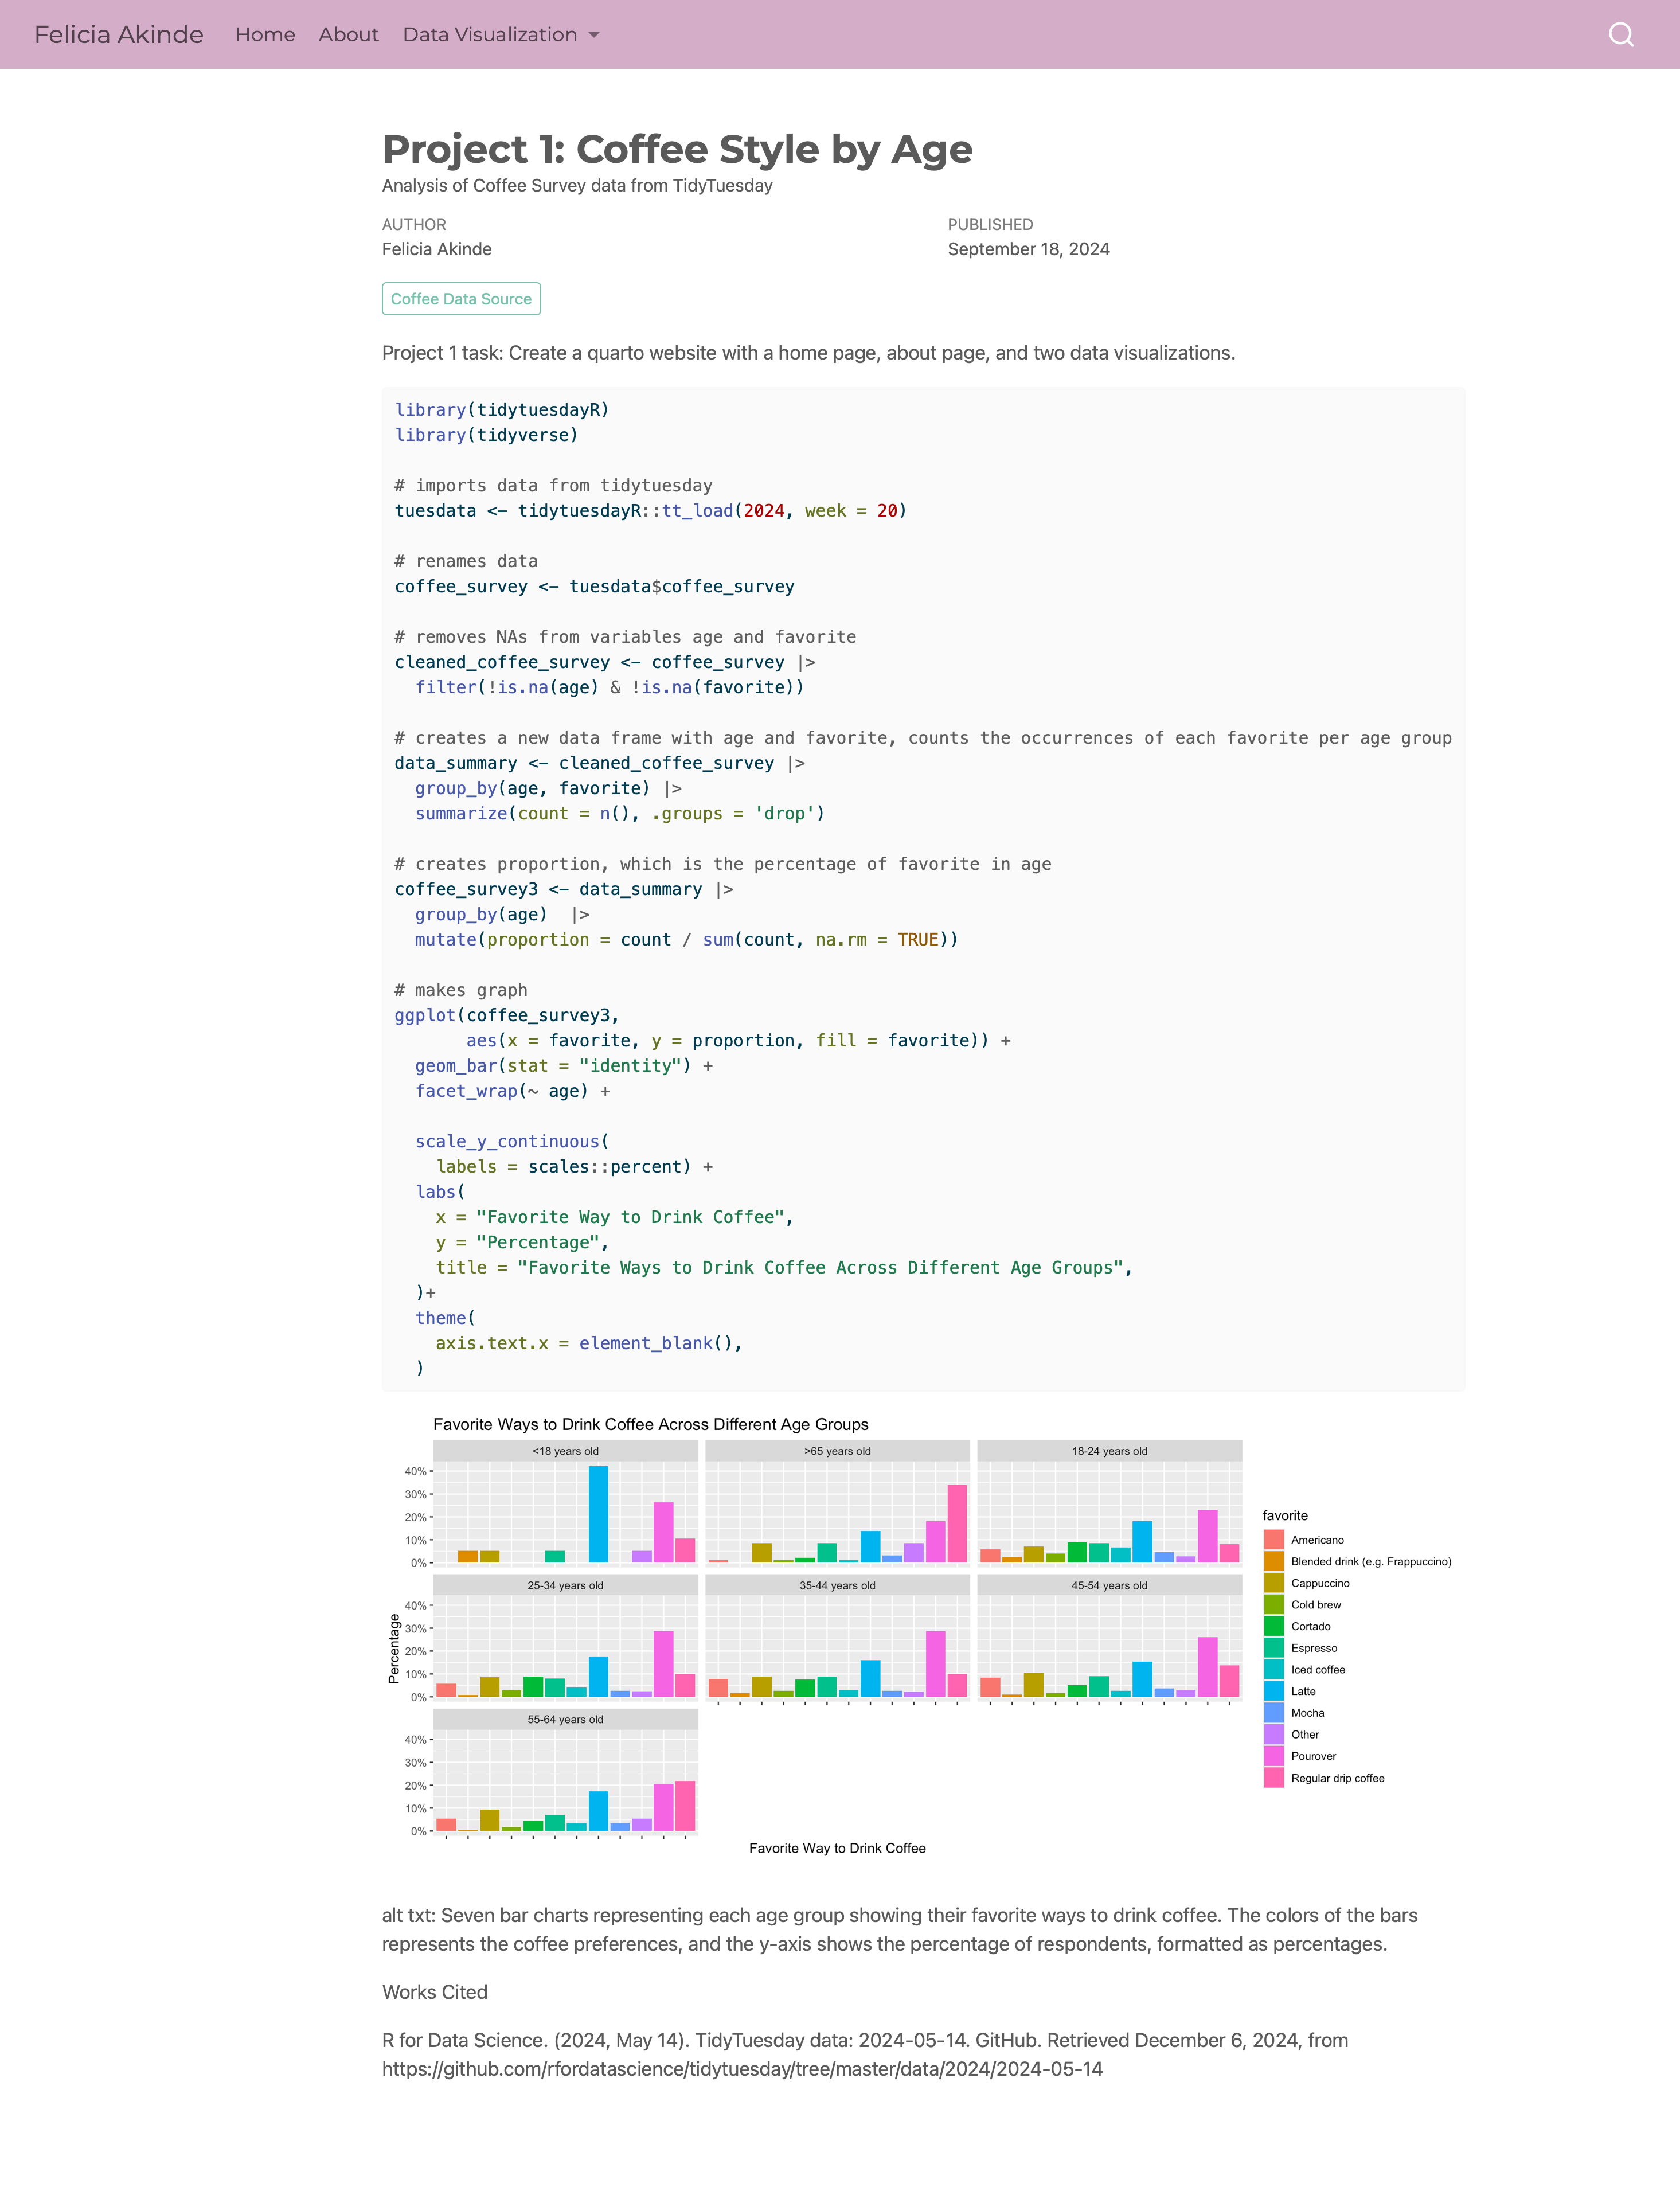 Felicia Akinde Home About Data Visualization
Project 1: Coffee Style by Age
Analysis of Coffee Survey data from TidyTuesday
AUTHOR
Felicia Akinde
PUBLISHED
September 18, 2024
Coffee Data Source
Project 1 task: Create a quarto website with a home page, about page, and two data visualizations.
library(tidytuesdayR)
library(tidyverse)
# imports data from tidytuesday
tuesdata <- tidytuesdayR::tt_load(2024, week = 20)
# renames data
coffee_survey <- tuesdata$coffee_survey
# removes NAs from variables age and favorite
cleaned_coffee_survey <- coffee_survey |>
  filter(!is.na(age) & !is.na(favorite))
# creates a new data frame with age and favorite, counts the occurrences of each favorite per age group
data_summary <- cleaned_coffee_survey |>
  group_by(age, favorite) |>
  summarize(count = n(), .groups = 'drop')
# creates proportion, which is the percentage of favorite in age
coffee_survey3 <- data_summary |>
  group_by(age)  |>
  mutate(proportion = count / sum(count, na.rm = TRUE))
# makes graph
ggplot(coffee_survey3,
       aes(x = favorite, y = proportion, fill = favorite)) +
  geom_bar(stat = "identity") +
  facet_wrap(~ age) +
  scale_y_continuous(
    labels = scales::percent) +
  labs(
    x = "Favorite Way to Drink Coffee",
    y = "Percentage",
    title = "Favorite Ways to Drink Coffee Across Different Age Groups",
  )+
  theme(
    axis.text.x = element_blank(),
  )
Favorite Ways to Drink Coffee Across Different Age Groups
<18 years old
>65 years old
18-24 years old
40%
30%
20%
10%
0%
25-34 years old
35-44 years old
45-54 years old
40%
30%
20%
10%
0%
55-64 years old
40%
30%
20%
10%
0%
Percentage
Favorite Way to Drink Coffee
favorite
Americano
Blended drink (e.g. Frappuccino)
Cappuccino
Cold brew
Cortado
Espresso
Iced coffee
Latte
Mocha
Other
Pourover
Regular drip coffee
alt txt: Seven bar charts representing each age group showing their favorite ways to drink coffee. The colors of the bars
represents the coffee preferences, and the y-axis shows the percentage of respondents, formatted as percentages.
Works Cited
R for Data Science. (2024, May 14). TidyTuesday data: 2024-05-14. GitHub. Retrieved December 6, 2024, from
https://github.com/rfordatascience/tidytuesday/tree/master/data/2024/2024-05-14